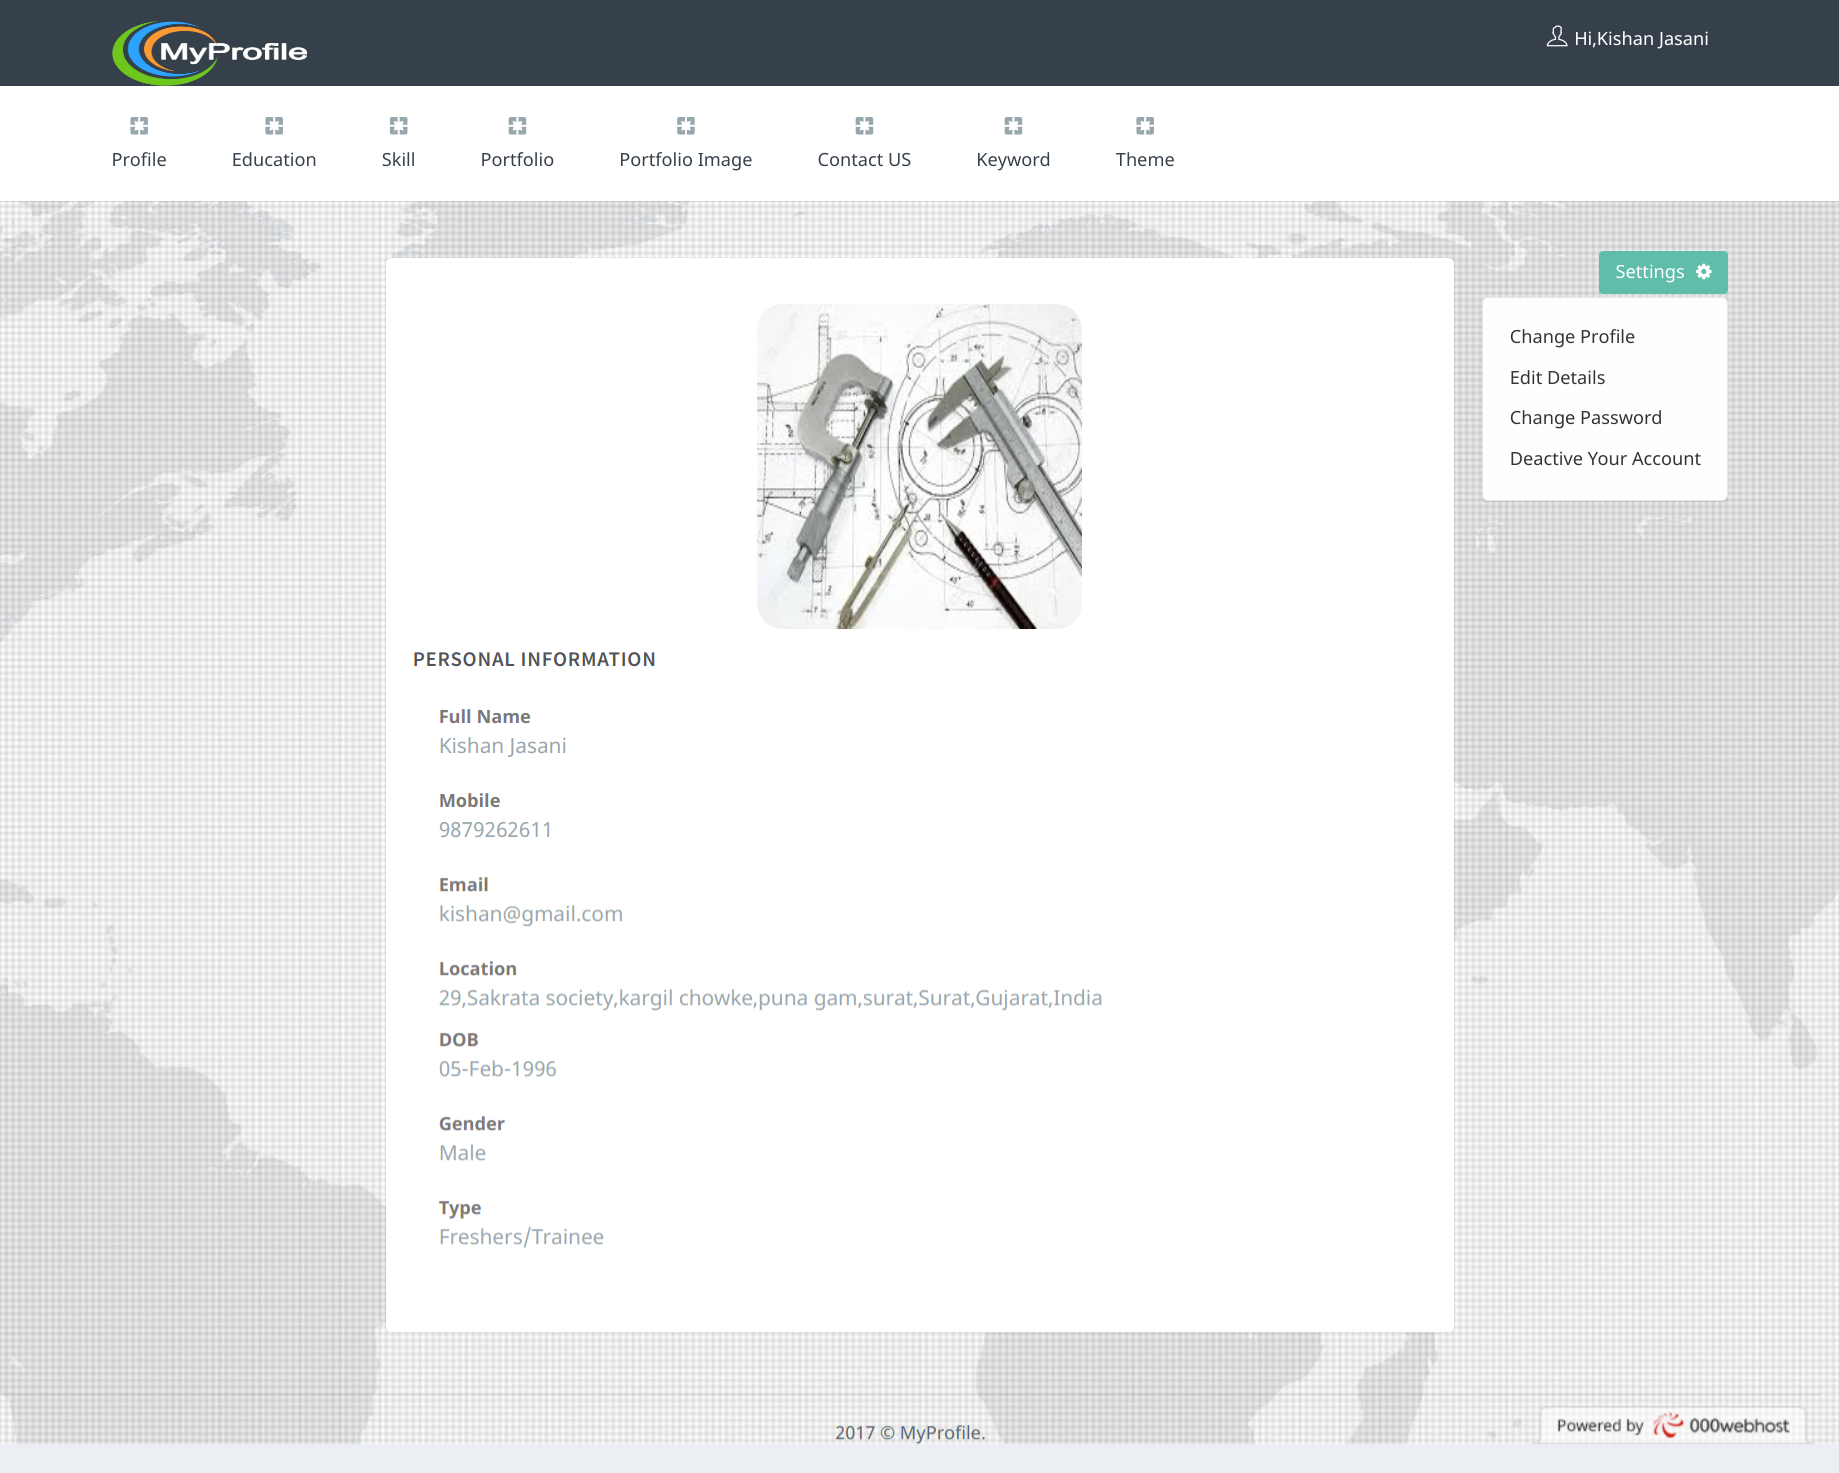 MyProfile
Hi,Kishan Jasani
Profile
Education
Skill
Portfolio
Portfolio Image
Contact US
Keyword
Theme
Settings
Change Profile
Edit Details
Change Password
Deactive Your Account
PERSONAL INFORMATION
Full Name
Kishan Jasani
Mobile
9879262611
Email
kishan@gmail.com
Location
29,Sakrata society,kargil chowke,puna gam,surat,Surat,Gujarat,India
DOB
05-Feb-1996
Gender
Male
Type
Freshers/Trainee
2017 © MyProfile.
Powered by 000webhost